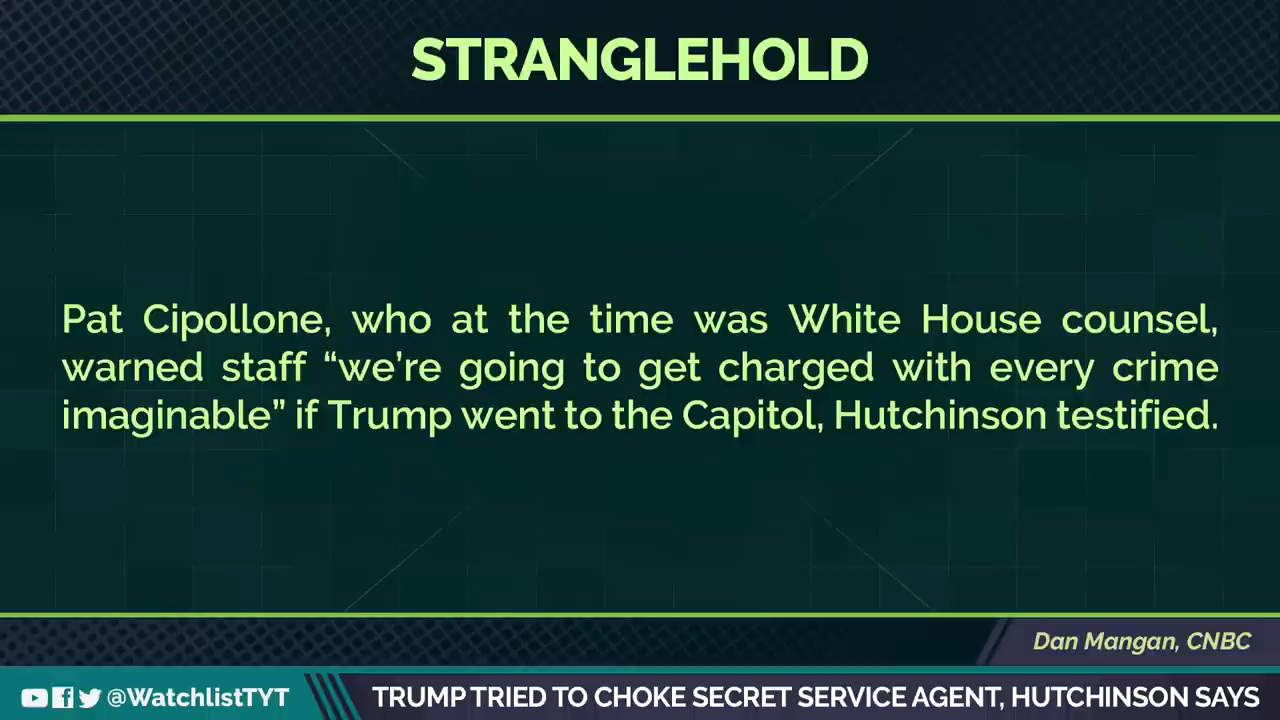 STRANGLEHOLD
Pat Cipollone, who at the time was White House counsel,
warned staff “we’re going to get charged with every crime
imaginable” if Trump went to the Capitol, Hutchinson testified.
Dan Mangan, CNBC
@WatchlistTYT
TRUMP TRIED TO CHOKE SECRET SERVICE AGENT, HUTCHINSON SAYS